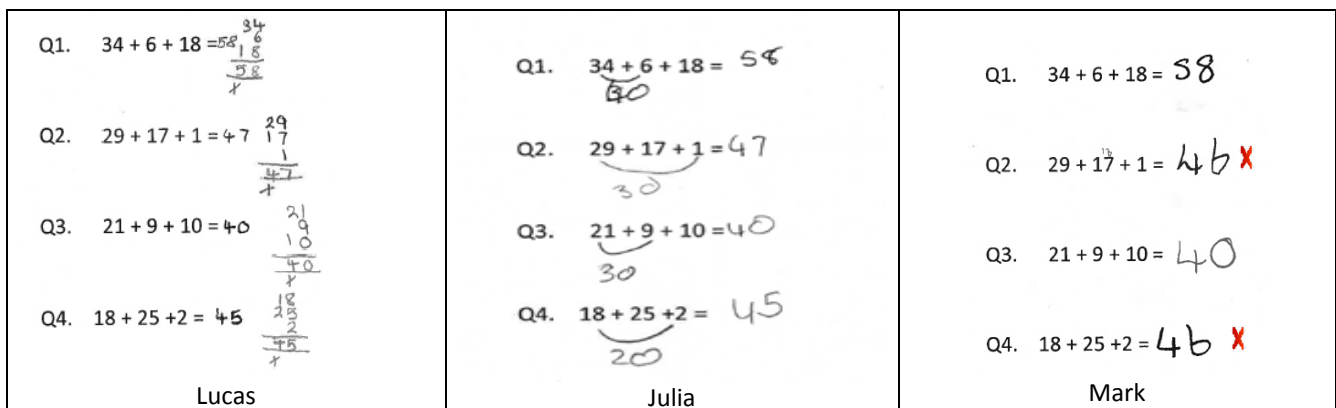 Q1. 34 + 6 + 18 = 58
34
6
18
58
1
Q2. 29 + 17 + 1 = 47
29
17
1
47
1
Q3. 21 + 9 + 10 = 40
21
9
10
40
1
Q4. 18 + 25 +2 = 45
18
25
2
45
1
Lucas
Q1. 34 + 6 + 18 = 58
40
Q2. 29 + 17 + 1 = 47
30
Q3. 21 + 9 + 10 = 40
30
Q4. 18 + 25 +2 = 45
20
Julia
Q1. 34 + 6 + 18 = 58
Q2. 29 + 17 + 1 = 46 X
Q3. 21 + 9 + 10 = 40
Q4. 18 + 25 +2 = 46 X
Mark